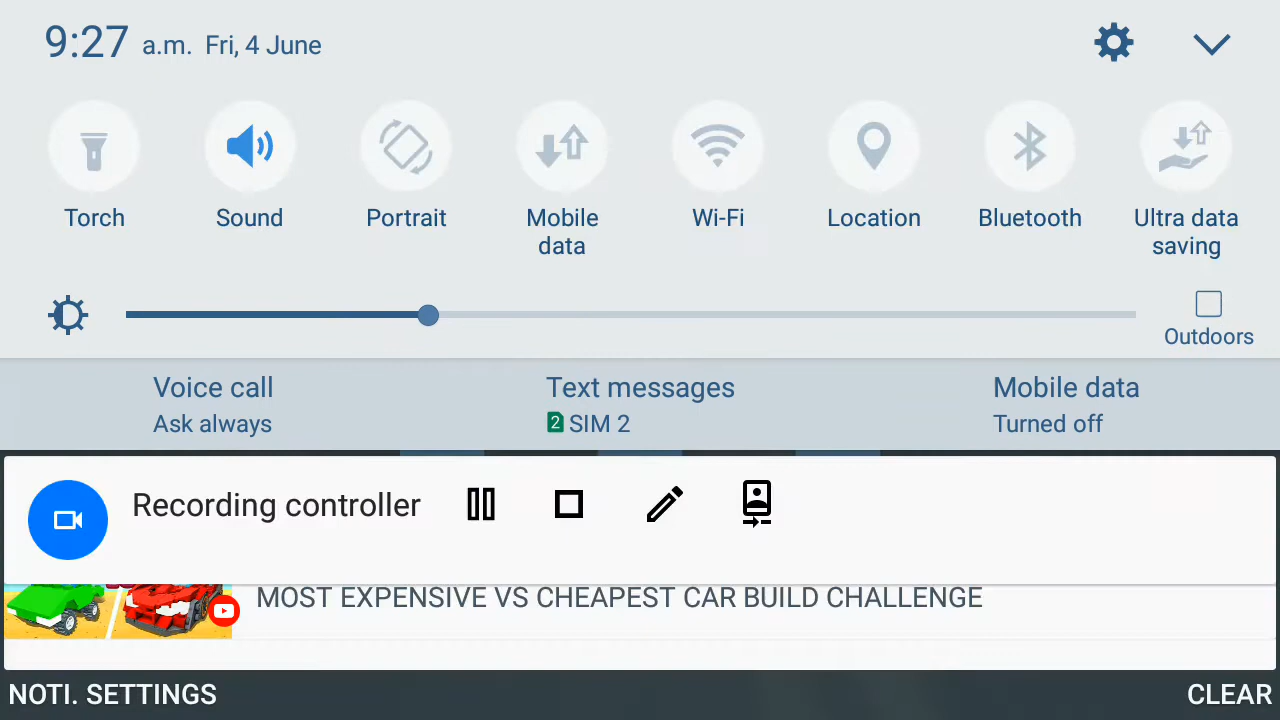 9:27 a.m. Fri, 4 June
Torch
Sound
Portrait
Mobile data
Wi-Fi
Location
Bluetooth
Ultra data saving
Outdoors
Voice call
Ask always
Text messages
2 SIM 2
Mobile data
Turned off
Recording controller
MOST EXPENSIVE VS CHEAPEST CAR BUILD CHALLENGE
NOTI. SETTINGS
CLEAR